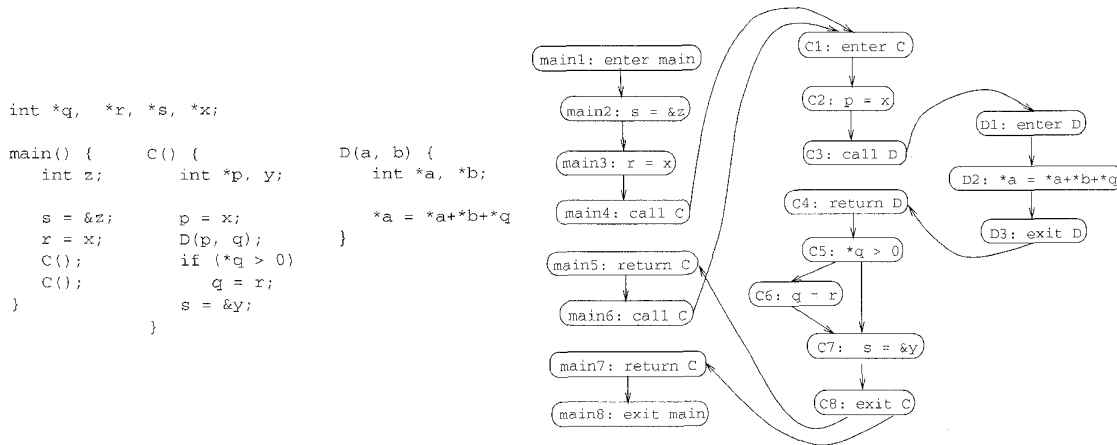 int *q, *r, *s, *x;
main() {
int z;
s = &z;
r = x;
C();
C();
}
C() {
int *p, y;
p = x;
D(p, q);
if (*q > 0)
q = r;
s = &y;
}
D(a, b) {
int *a, *b;
*a = *a+*b+*q
}
main1: enter main
main2: s = &z
main3: r = x
main4: call C
main5: return C
main6: call C
main7: return C
main8: exit main
C1: enter C
C2: p = x
C3: call D
C4: return D
C5: *q > 0
C6: q = r
C7: s = &y
C8: exit C
D1: enter D
D2: *a = *a+*b+*q
D3: exit D